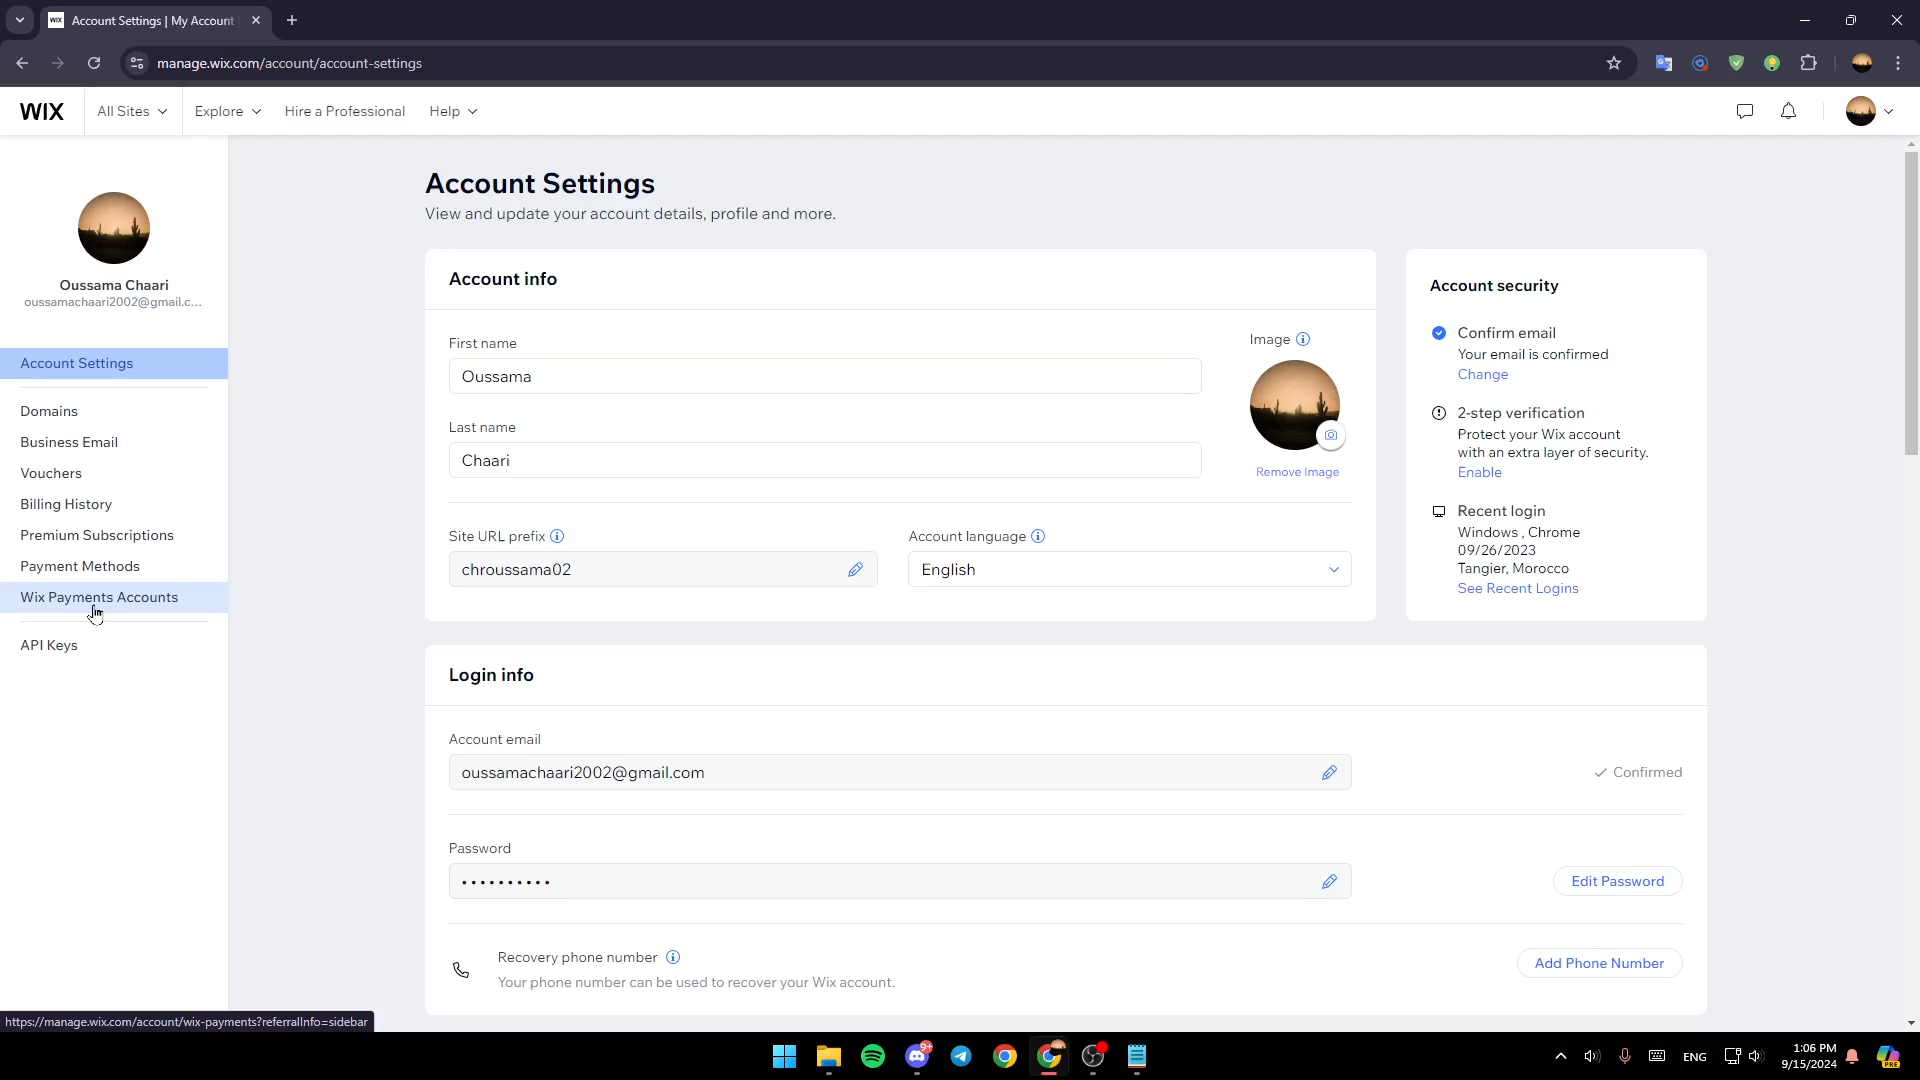 WIX Account Settings | My Account
manage.wix.com/account/account-settings
WIX
All Sites
Explore
Hire a Professional
Help
Oussama Chaari
oussamachaari2002@gmail.c...
Account Settings
Domains
Business Email
Vouchers
Billing History
Premium Subscriptions
Payment Methods
Wix Payments Accounts
API Keys
Account Settings
View and update your account details, profile and more.
Account info
First name
Oussama
Last name
Chaari
Image
Remove Image
Site URL prefix
chroussama02
Account language
English
Account security
Confirm email
Your email is confirmed
Change
2-step verification
Protect your Wix account
with an extra layer of security.
Enable
Recent login
Windows , Chrome
09/26/2023
Tangier, Morocco
See Recent Logins
Login info
Account email
oussamachaari2002@gmail.com
Confirmed
Password
••••••••••
Edit Password
Recovery phone number
Your phone number can be used to recover your Wix account.
Add Phone Number
https://manage.wix.com/account/wix-payments?referralInfo=sidebar
9+
ENG
1:06 PM
9/15/2024
PRE